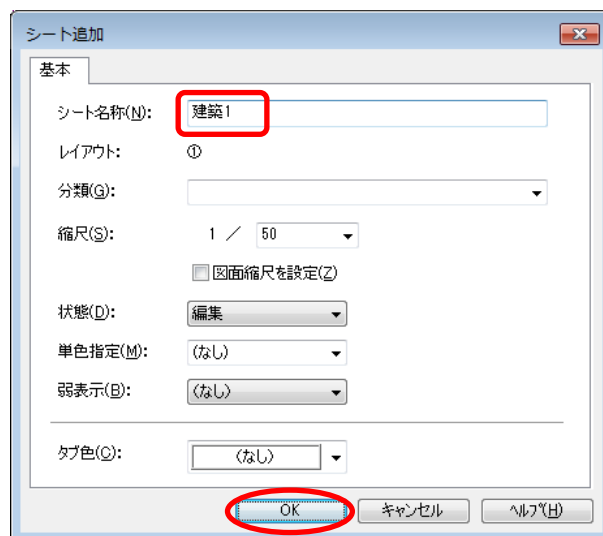 シート追加
基本
シート名称(N): 建築1
レイアウト: ①
分類(G):
縮尺(S): 1 ／ 50
図面縮尺を設定(Z)
状態(D): 編集
単色指定(M): (なし)
弱表示(B): (なし)
タブ色(C): (なし)
OK キャンセル ヘルプ(H)